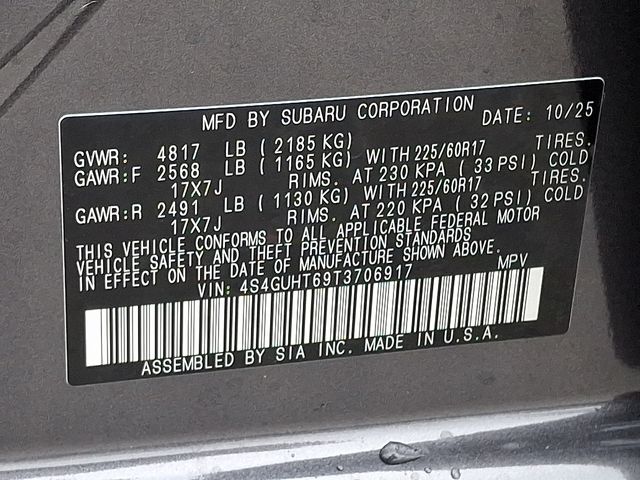 MFD BY SUBARU CORPORATION DATE: 10/25
GVWR: 4817 LB (2185 KG)
GAWR:F 2568 LB (1165 KG) WITH 225/60R17 TIRES.
17X7J RIMS. AT 230 KPA (33 PSI) COLD
GAWR:R 2491 LB (1130 KG) WITH 225/60R17 TIRES.
17X7J RIMS. AT 220 KPA (32 PSI) COLD
THIS VEHICLE CONFORMS TO ALL APPLICABLE FEDERAL MOTOR
VEHICLE SAFETY AND THEFT PREVENTION STANDARDS
IN EFFECT ON THE DATE OF MANUFACTURE SHOWN ABOVE.
VIN: 4S4GUHT69T3706917 MPV
ASSEMBLED BY SIA INC. MADE IN U.S.A.